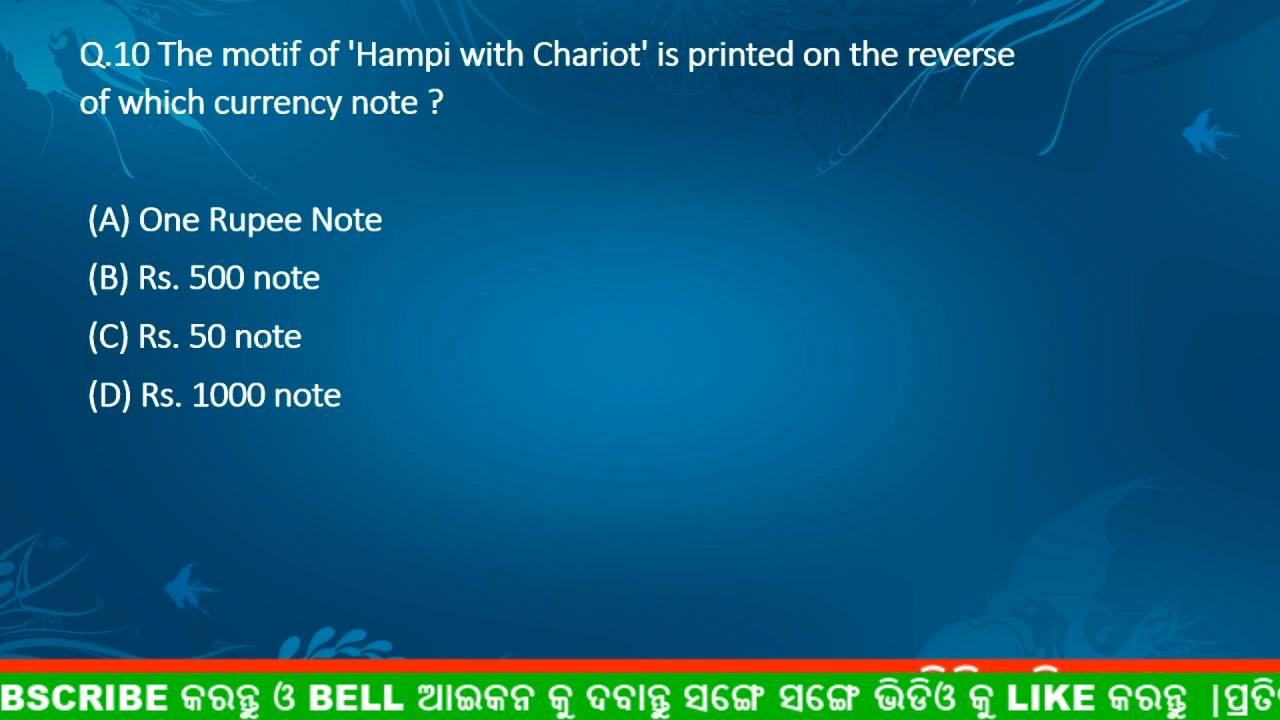 Q.10 The motif of 'Hampi with Chariot' is printed on the reverse
of which currency note ?
(A) One Rupee Note
(B) Rs. 500 note
(C) Rs. 50 note
(D) Rs. 1000 note
BSCRIBE କରନ୍ତୁ ଓ BELL ଆଇକନ କୁ ଦବାନ୍ତୁ ସଙ୍ଗେ ସଙ୍ଗେ ଭିଡିଓ କୁ LIKE କରନ୍ତୁ |ପ୍ରତି